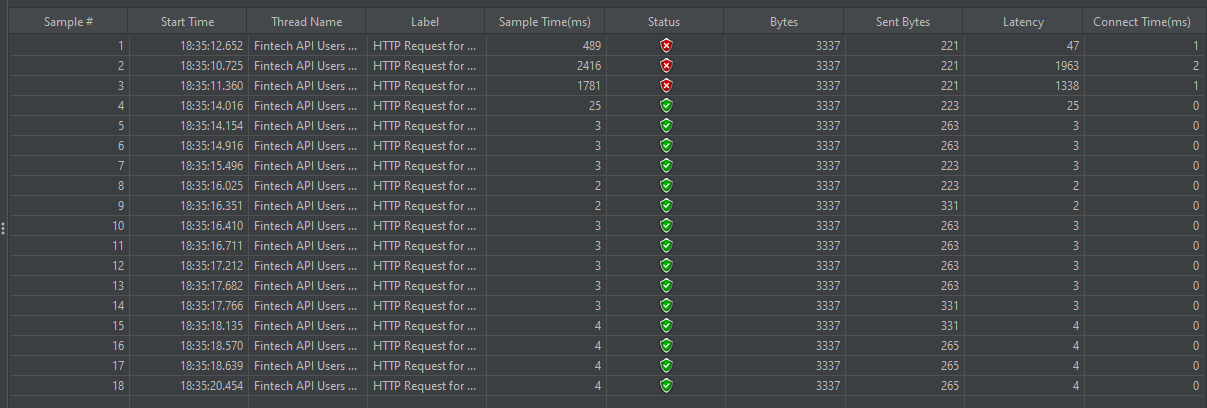 Sample # Start Time Thread Name Label Sample Time(ms) Status Bytes Sent Bytes Latency Connect Time(ms)
1 18:35:12.652 Fintech API Users ... HTTP Request for ... 489 3337 221 47 1
2 18:35:10.725 Fintech API Users ... HTTP Request for ... 2416 3337 221 1963 2
3 18:35:11.360 Fintech API Users ... HTTP Request for ... 1781 3337 221 1338 1
4 18:35:14.016 Fintech API Users ... HTTP Request for ... 25 3337 223 25 0
5 18:35:14.154 Fintech API Users ... HTTP Request for ... 3 3337 263 3 0
6 18:35:14.916 Fintech API Users ... HTTP Request for ... 3 3337 263 3 0
7 18:35:15.496 Fintech API Users ... HTTP Request for ... 3 3337 223 3 0
8 18:35:16.025 Fintech API Users ... HTTP Request for ... 2 3337 223 2 0
9 18:35:16.351 Fintech API Users ... HTTP Request for ... 2 3337 331 2 0
10 18:35:16.410 Fintech API Users ... HTTP Request for ... 3 3337 263 3 0
11 18:35:16.711 Fintech API Users ... HTTP Request for ... 3 3337 263 3 0
12 18:35:17.212 Fintech API Users ... HTTP Request for ... 3 3337 263 3 0
13 18:35:17.682 Fintech API Users ... HTTP Request for ... 3 3337 263 3 0
14 18:35:17.766 Fintech API Users ... HTTP Request for ... 3 3337 331 3 0
15 18:35:18.135 Fintech API Users ... HTTP Request for ... 4 3337 331 4 0
16 18:35:18.570 Fintech API Users ... HTTP Request for ... 4 3337 265 4 0
17 18:35:18.639 Fintech API Users ... HTTP Request for ... 4 3337 265 4 0
18 18:35:20.454 Fintech API Users ... HTTP Request for ... 4 3337 265 4 0